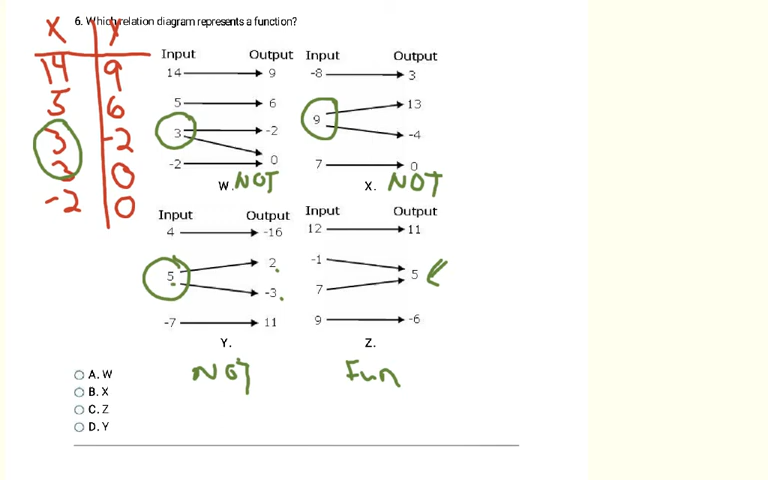 6. Which relation diagram represents a function?
X Y
14 9
5 6
3 -2
3 0
-2 0
Input Output
14 9
5 6
3 -2
-2 0
W. NOT
Input Output
-8 3
9 13
-4
7 0
X. NOT
Input Output
4 -16
5 2
-3
-7 11
Y.
NOT
Input Output
12 11
-1 5
7
9 -6
Z.
Fun
A. W
B. X
C. Z
D. Y